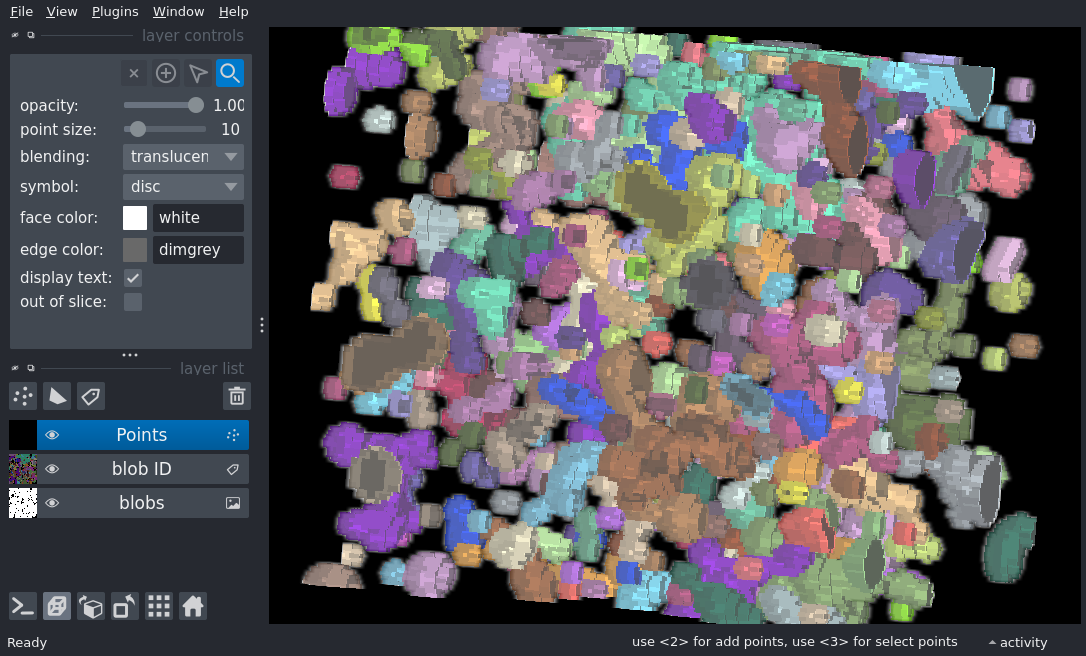 File View Plugins Window Help
layer controls
opacity: 1.00
point size: 10
blending: translucen
symbol: disc
face color: white
edge color: dimgrey
display text:
out of slice:
layer list
Points
blob ID
blobs
Ready use <2> for add points, use <3> for select points activity